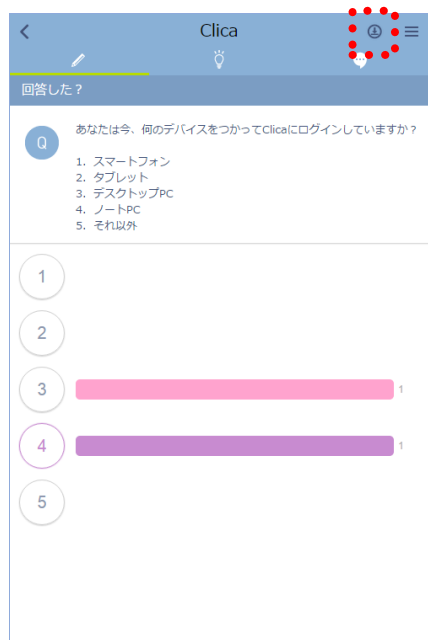 Clica
回答した？
Q
あなたは今、何のデバイスをつかってClicaにログインしていますか？
1. スマートフォン
2. タブレット
3. デスクトップPC
4. ノートPC
5. それ以外
1
2
3 1
4 1
5